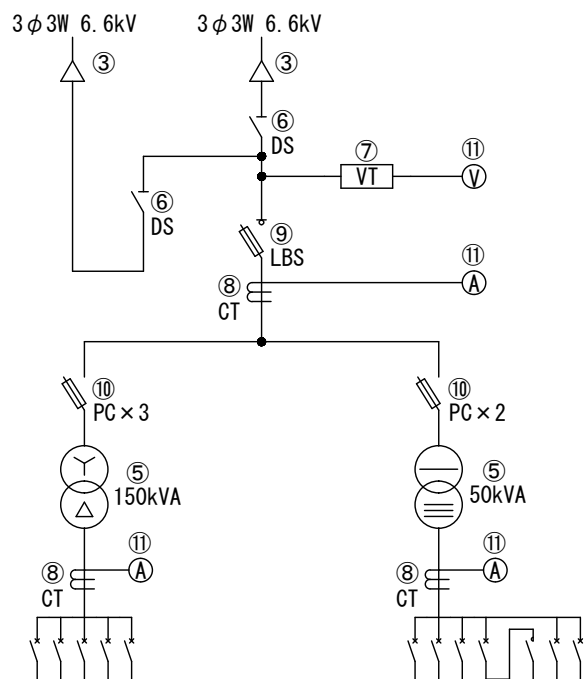 3φ3W 6.6kV 3φ3W 6.6kV
③ ③
⑥
DS
⑦
VT
⑪
V
⑥
DS
⑨
LBS
⑪
A
⑧
CT
⑩
PC×3
⑩
PC×2
⑤
150kVA
⑤
50kVA
⑪
A
⑧
CT
⑪
A
⑧
CT